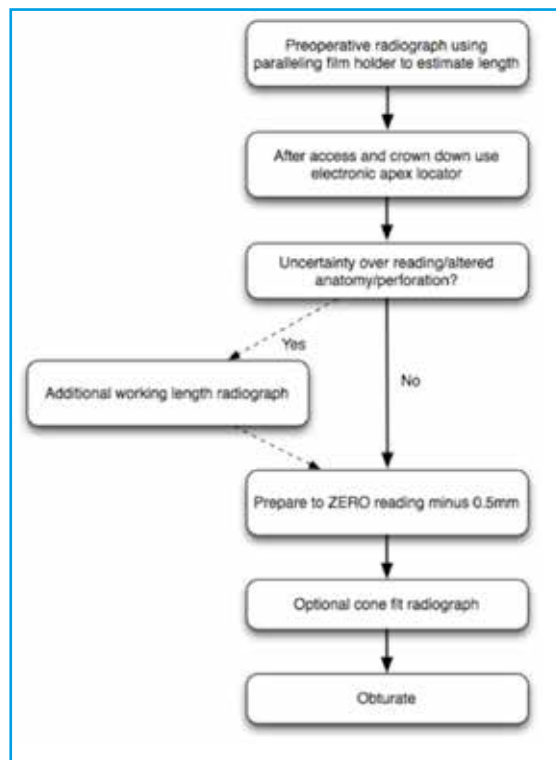 Preoperative radiograph using
paralleling film holder to estimate length
After access and crown down use
electronic apex locator
Uncertainty over reading/altered
anatomy/perforation?
Yes
No
Additional working length radiograph
Prepare to ZERO reading minus 0.5mm
Optional cone fit radiograph
Obturate